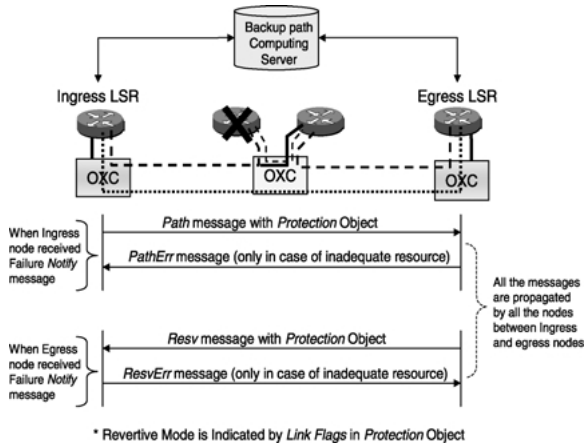 Backup path
Computing
Server
Ingress LSR
Egress LSR
OXC
OXC
OXC
When Ingress
node received
Failure Notify
message
Path message with Protection Object
PathErr message (only in case of inadequate resource)
All the messages
are propagated
by all the nodes
between Ingress
and egress nodes
When Egress
node received
Failure Notify
message
Resv message with Protection Object
ResvErr message (only in case of inadequate resource)
* Revertive Mode is Indicated by Link Flags in Protection Object